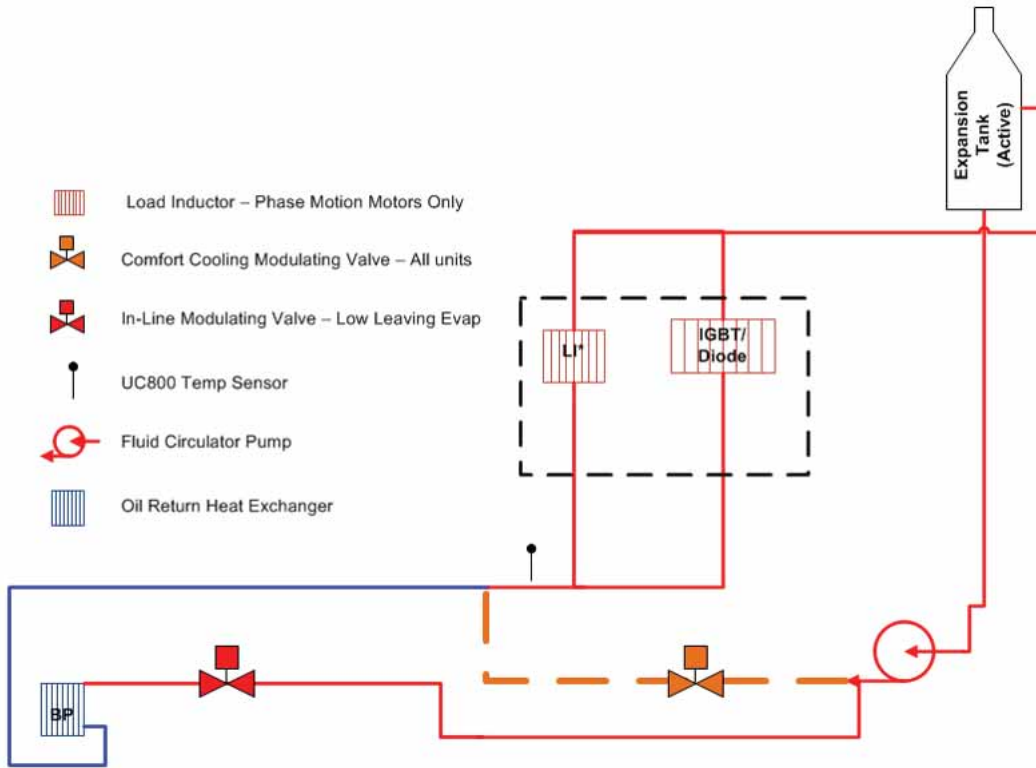 Expansion
Tank
(Active)
Load Inductor – Phase Motion Motors Only
Comfort Cooling Modulating Valve – All units
In-Line Modulating Valve – Low Leaving Evap
UC800 Temp Sensor
Fluid Circulator Pump
Oil Return Heat Exchanger
LI*
IGBT/
Diode
BP